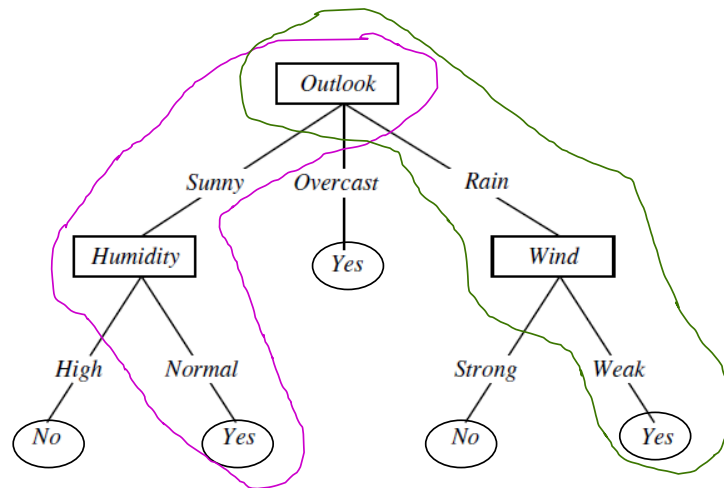 Outlook
Sunny Overcast Rain
Humidity Yes Wind
High Normal Strong Weak
No Yes No Yes